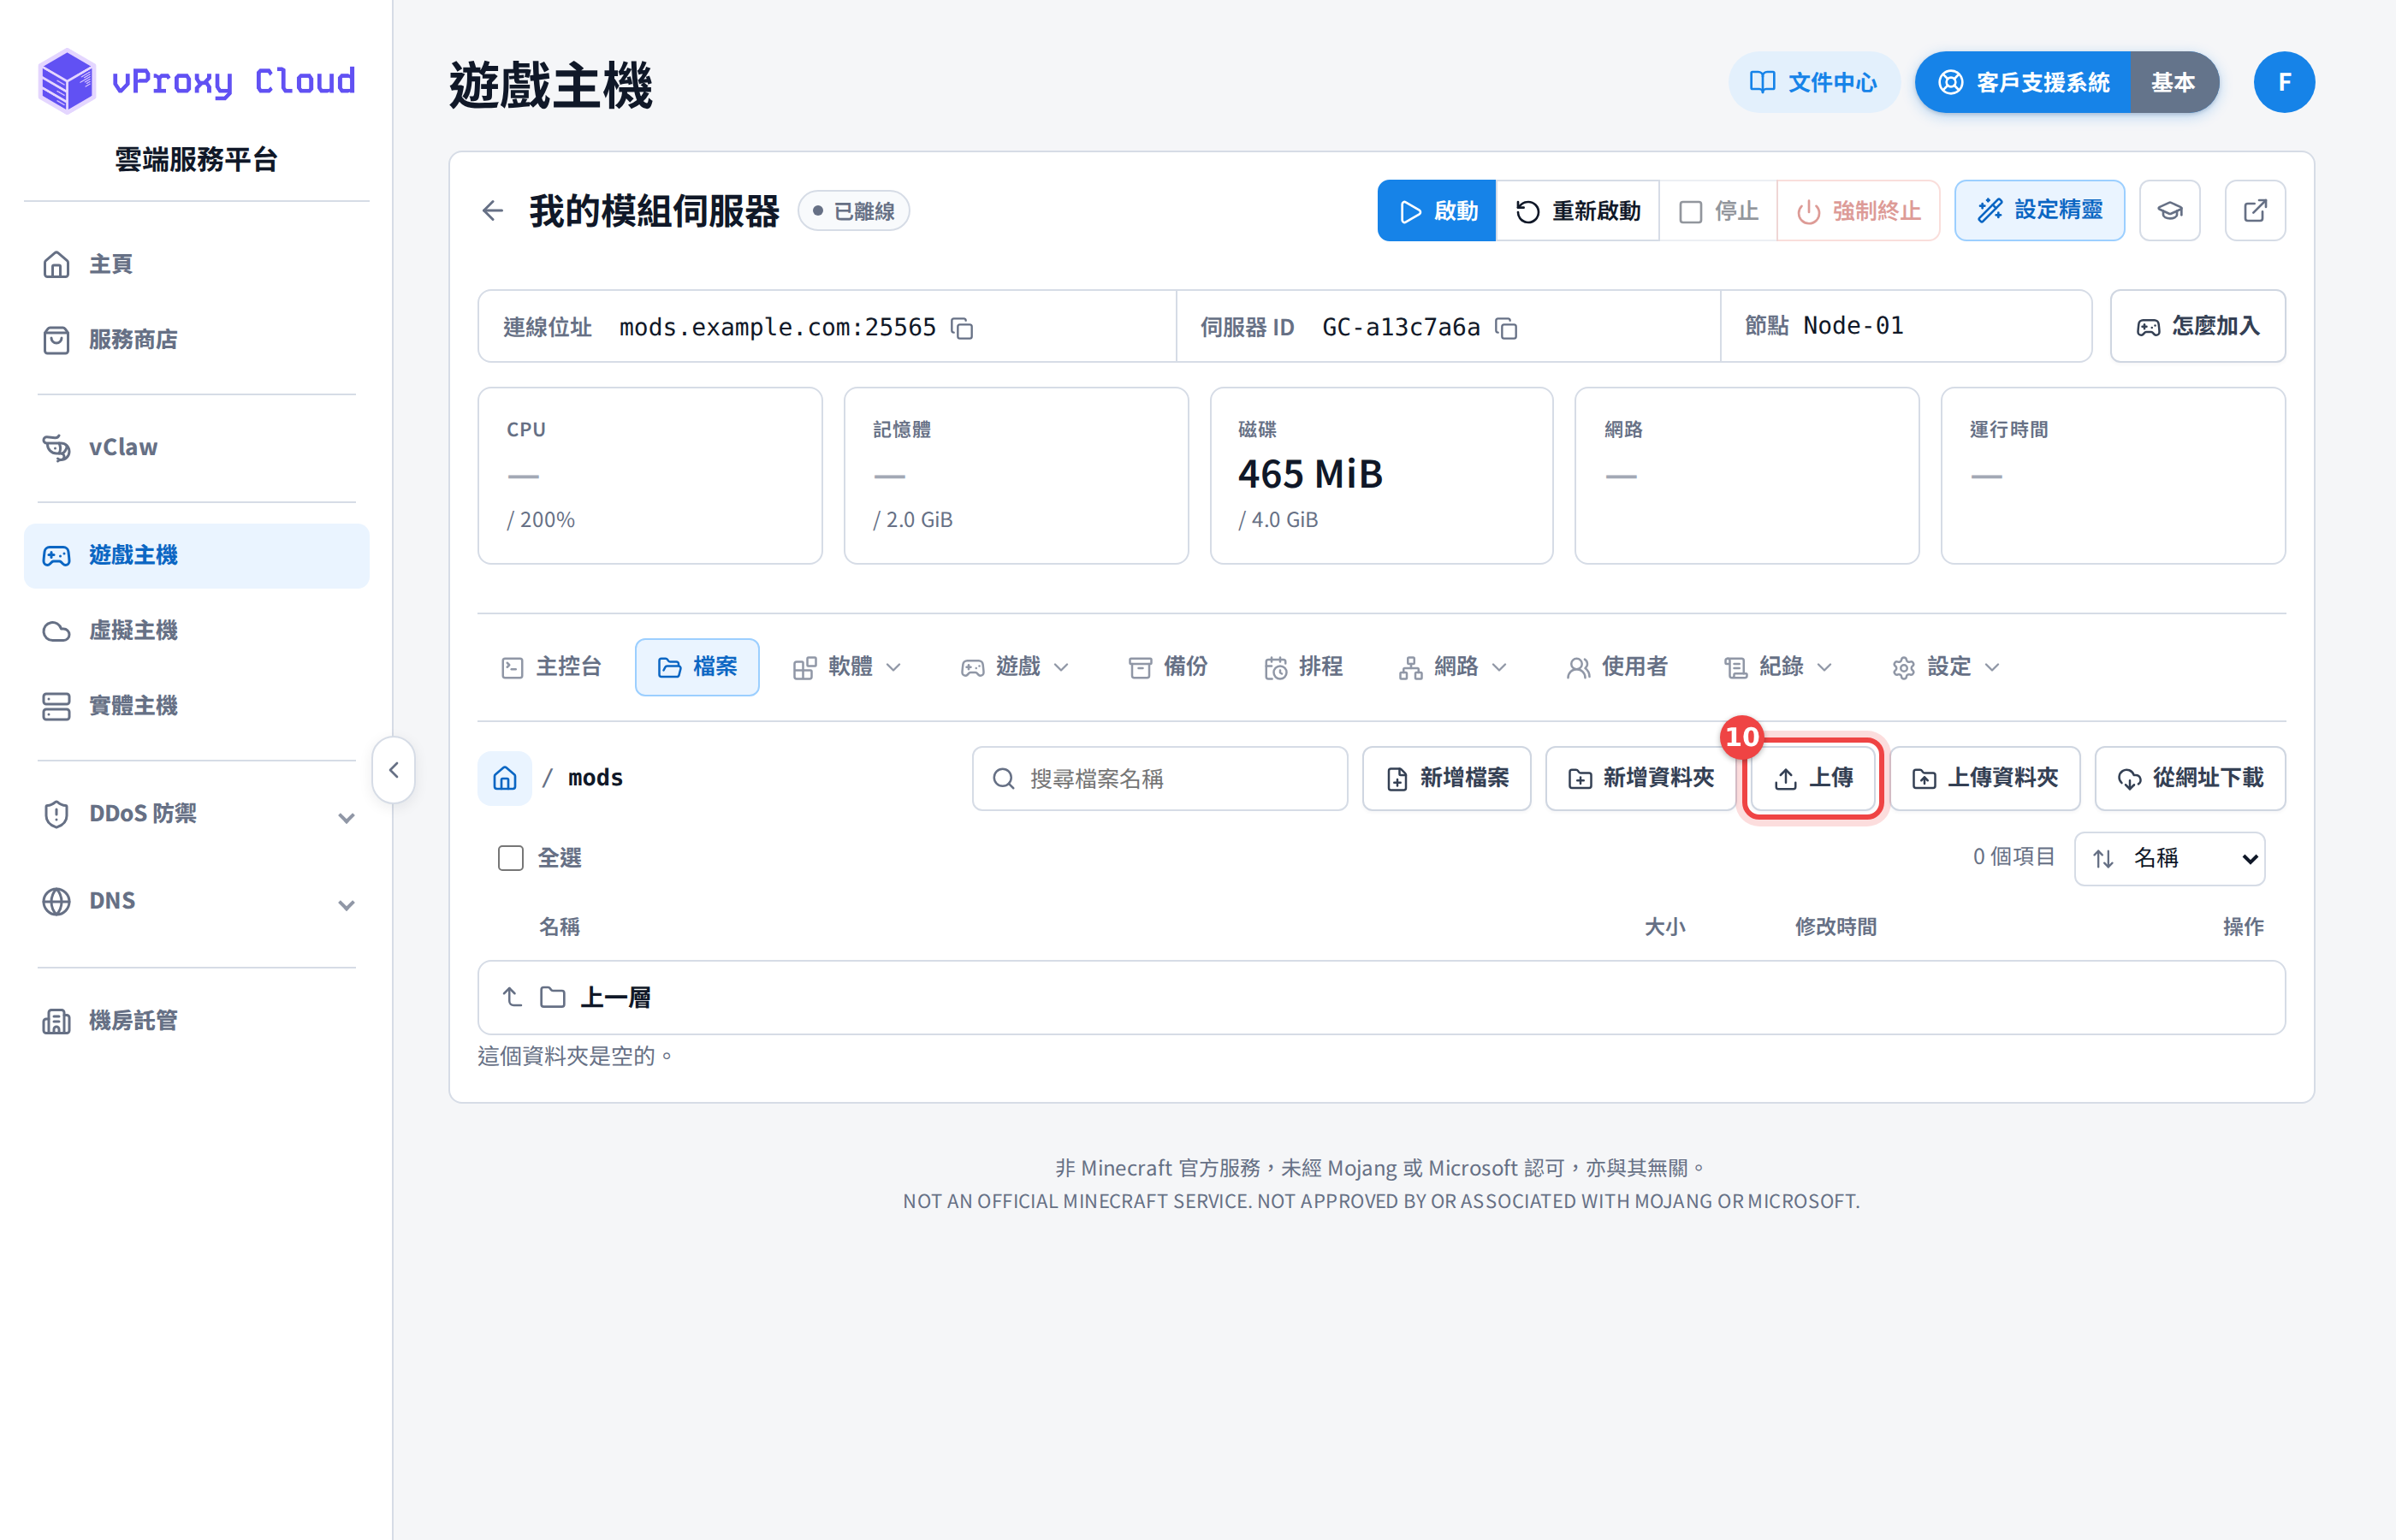 vProxy Cloud
雲端服務平台
主頁
服務商店
vClaw
遊戲主機
虛擬主機
實體主機
DDoS 防禦
DNS
機房託管
遊戲主機
文件中心
客戶支援系統 基本
F
我的模組伺服器 已離線
啟動 重新啟動 停止 強制終止 設定精靈
連線位址 mods.example.com:25565 伺服器 ID GC-a13c7a6a 節點 Node-01 怎麼加入
CPU
—
/ 200%
記憶體
—
/ 2.0 GiB
磁碟
465 MiB
/ 4.0 GiB
網路
—
運行時間
—
主控台 檔案 軟體 遊戲 備份 排程 網路 使用者 紀錄 設定
10
/ mods 搜尋檔案名稱 新增檔案 新增資料夾 上傳 上傳資料夾 從網址下載
全選 0 個項目 名稱
名稱 大小 修改時間 操作
上一層
這個資料夾是空的。
非 Minecraft 官方服務，未經 Mojang 或 Microsoft 認可，亦與其無關。
NOT AN OFFICIAL MINECRAFT SERVICE. NOT APPROVED BY OR ASSOCIATED WITH MOJANG OR MICROSOFT.